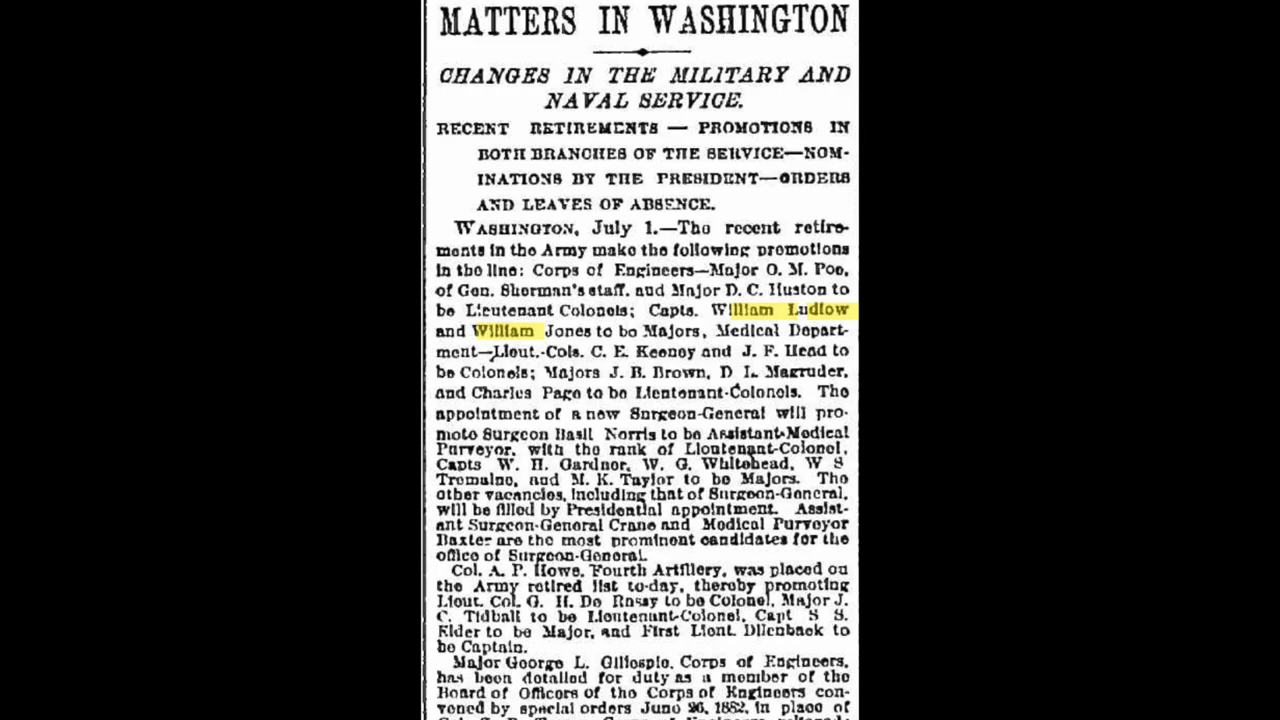 MATTERS IN WASHINGTON
CHANGES IN THE MILITARY AND
NAVAL SERVICE.
RECENT RETIREMENTS — PROMOTIONS IN
BOTH BRANCHES OF THE SERVICE—NOM-
INATIONS BY THE PRESIDENT—ORDERS
AND LEAVES OF ABSENCE.
WASHINGTON, July 1.—The recent retire-
ments in the Army make the following promotions
in the line: Corps of Engineers—Major O. M. Poe,
of Gen. Sherman's staff, and Major D. C. Huston to
be Lieutenant Colonels; Capts. William Ludlow
and William Jones to be Majors, Medical Depart-
ment—Lieut.-Cols. C. E. Keeney and J. F. Head to
be Colonels; Majors J. B. Brown, D. L. Magruder,
and Charles Page to be Lieutenant-Colonels. The
appointment of a new Surgeon-General will pro-
mote Surgeon Basil Norris to be Assistant-Medical
Purveyor, with the rank of Lieutenant-Colonel,
Capts W. H. Gardner, W. G. Whitehead, W S
Tremaine, and M. K. Taylor to be Majors. The
other vacancies, including that of Surgeon-General,
will be filled by Presidential appointment. Assist-
ant Surgeon-General Crane and Medical Purveyor
Baxter are the most prominent candidates for the
office of Surgeon-General.
Col. A. P. Howe, Fourth Artillery, was placed on
the Army retired list to-day, thereby promoting
Lieut. Col. G. H. De Russy to be Colonel, Major J.
C. Tidball to be Lieutenant-Colonel, Capt S S.
Elder to be Major, and First Lieut. Dilenback to
be Captain.
Major George L. Gillespie, Corps of Engineers,
has been detailed for duty as a member of the
Board of Officers of the Corps of Engineers con-
vened by special orders June 26, 1882, in place of